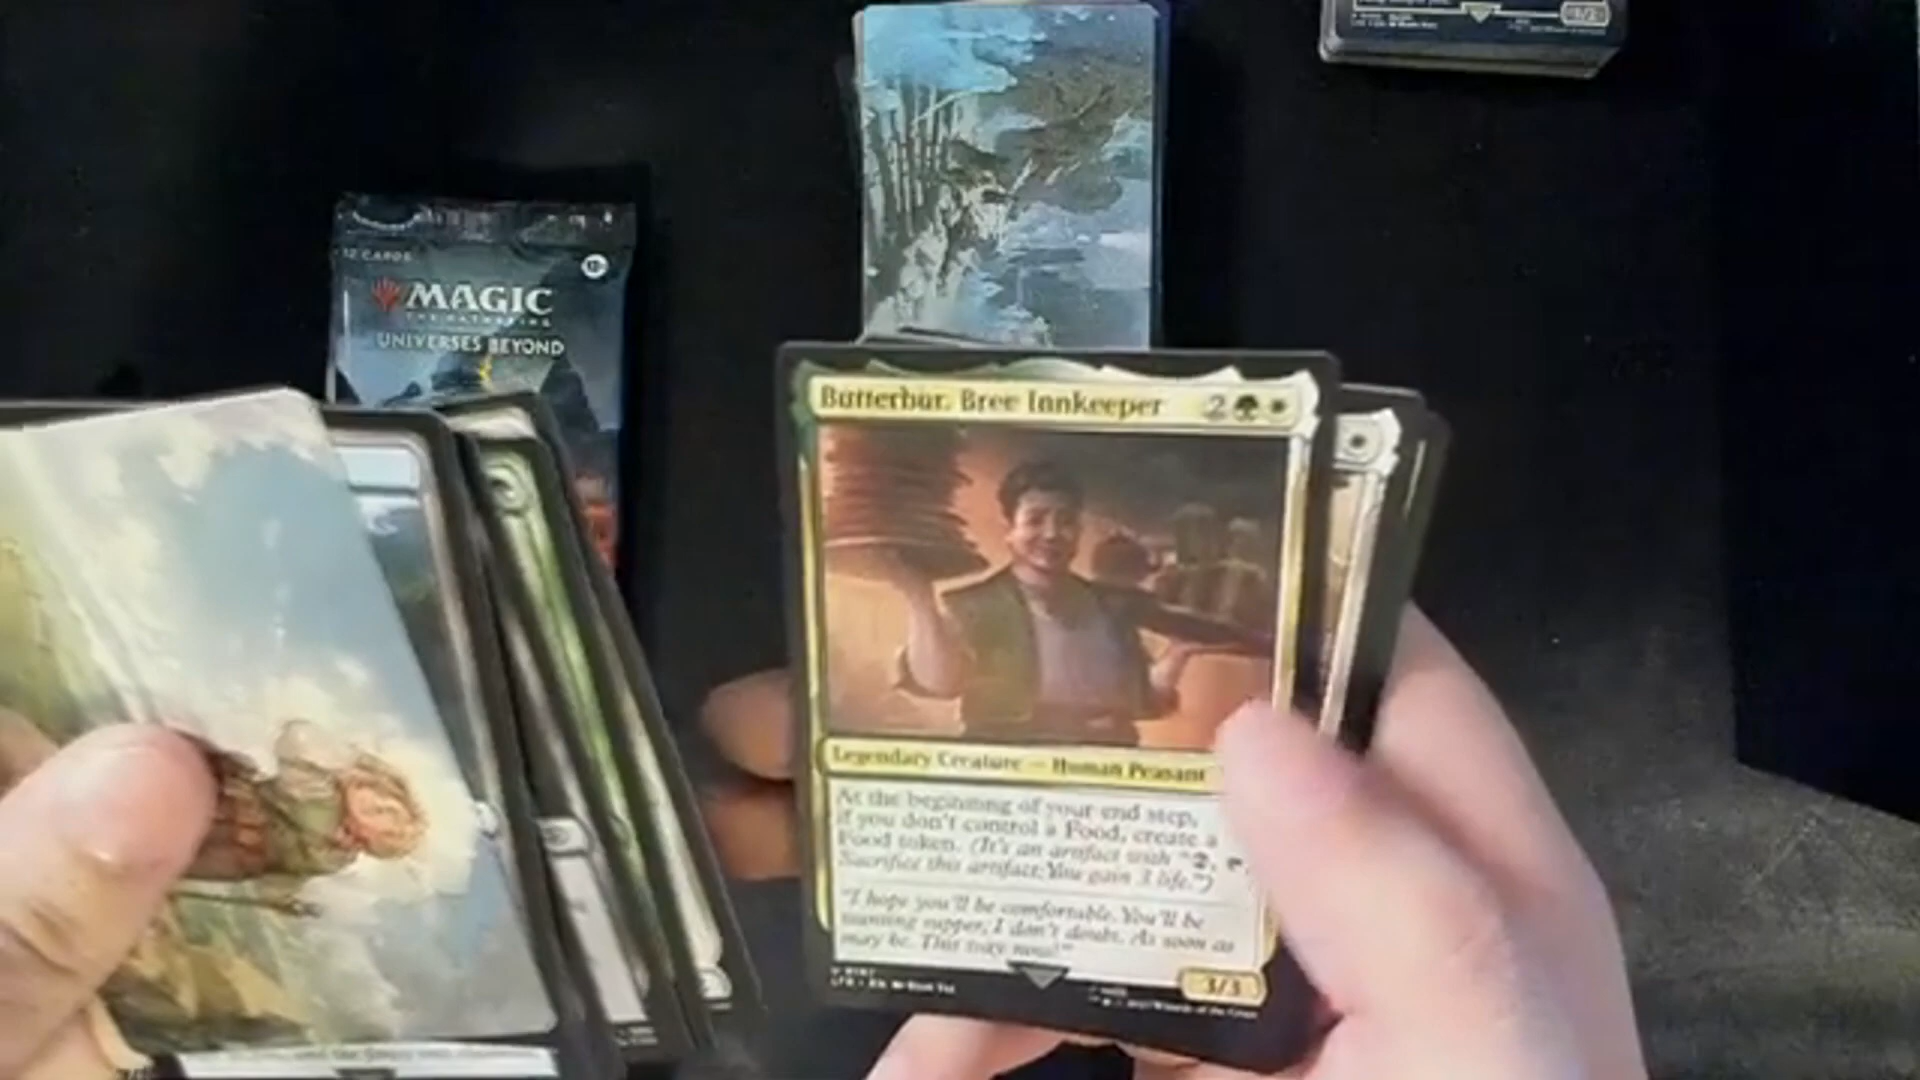 12 CARDS
13+
MAGIC
THE GATHERING
UNIVERSES BEYOND
Butterbur, Bree Innkeeper 2
Legendary Creature — Human Peasant
At the beginning of your end step,
if you don't control a Food, create a
Food token. (It's an artifact with "2, T,
Sacrifice this artifact: You gain 3 life.")
"I hope you'll be comfortable. You'll be
wanting supper, I don't doubt. As soon as
may be. This way now!"
3/3